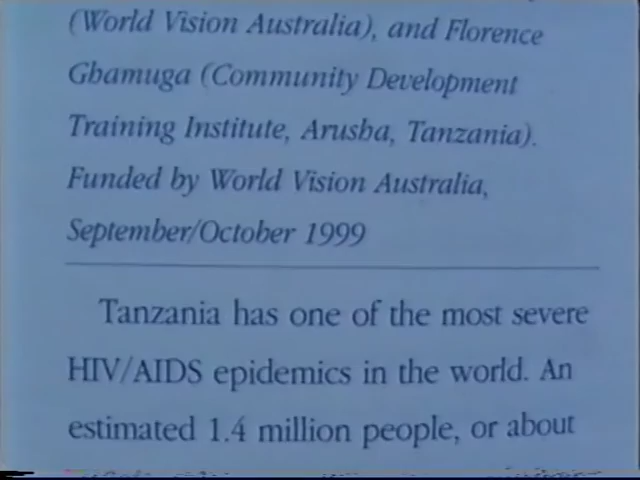 (World Vision Australia), and Florence
Ghamuga (Community Development
Training Institute, Arusha, Tanzania).
Funded by World Vision Australia,
September/October 1999
Tanzania has one of the most severe
HIV/AIDS epidemics in the world. An
estimated 1.4 million people, or about